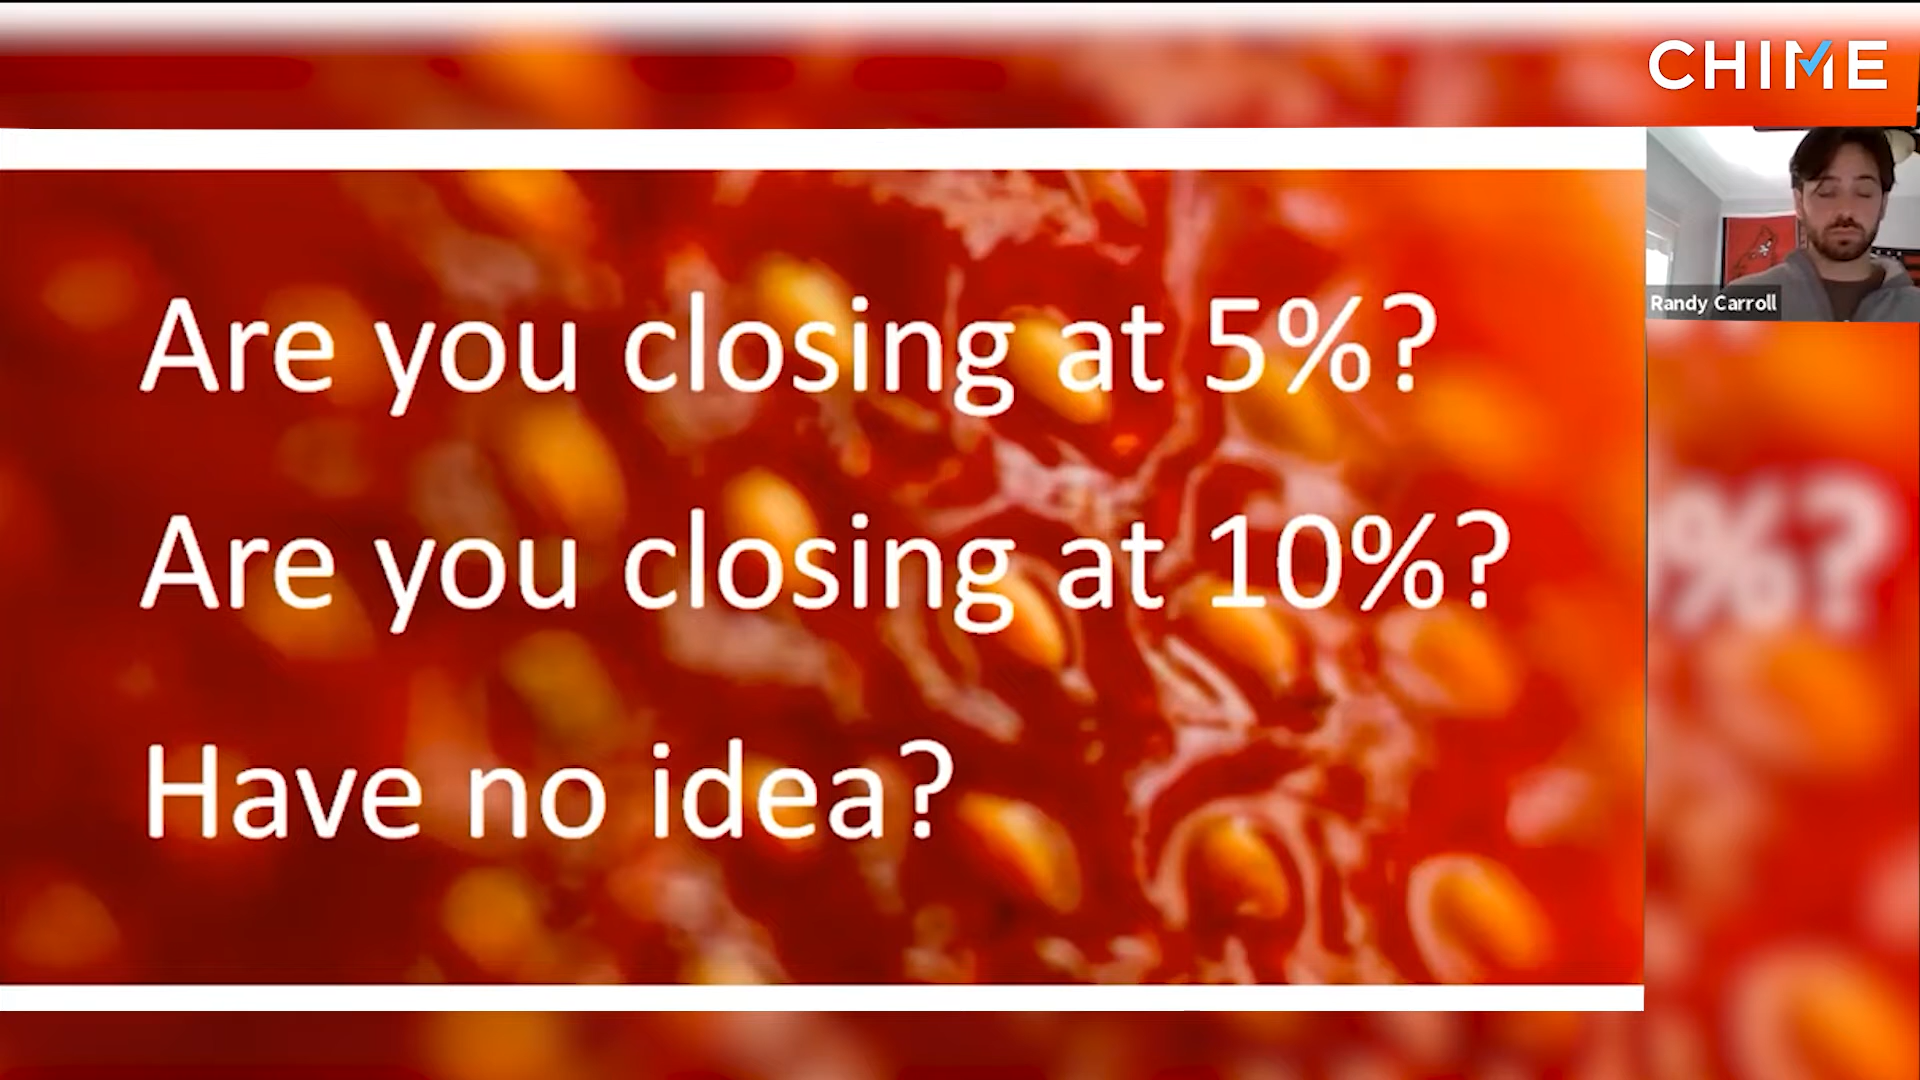 CHIME
Randy Carroll
Are you closing at 5%?
Are you closing at 10%?
Have no idea?
%?